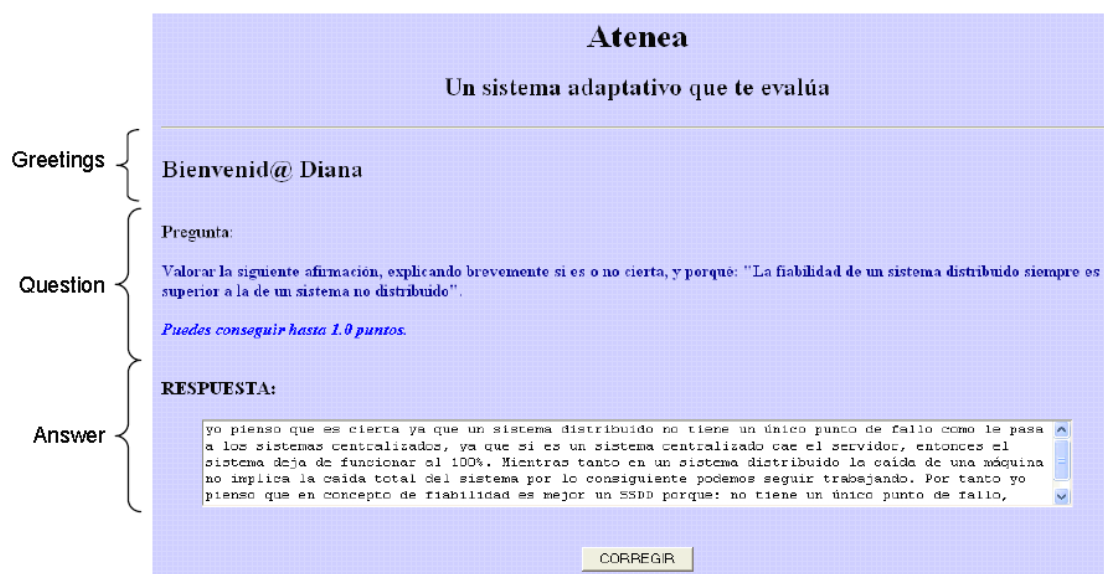 Atenea
Un sistema adaptativo que te evalúa
Greetings
Bienvenid@ Diana
Question
Pregunta:
Valorar la siguiente afirmación, explicando brevemente si es o no cierta, y porqué: "La fiabilidad de un sistema distribuido siempre es
superior a la de un sistema no distribuido".
Puedes conseguir hasta 1.0 puntos.
Answer
RESPUESTA:
yo pienso que es cierta ya que un sistema distribuido no tiene un único punto de fallo como le pasa
a los sistemas centralizados, ya que si es un sistema centralizado cae el servidor, entonces el
sistema deja de funcionar al 100%. Mientras tanto en un sistema distribuido la caída de una máquina
no implica la caída total del sistema por lo consiguiente podemos seguir trabajando. Por tanto yo
pienso que en concepto de fiabilidad es mejor un SSDD porque: no tiene un único punto de fallo,
CORREGIR